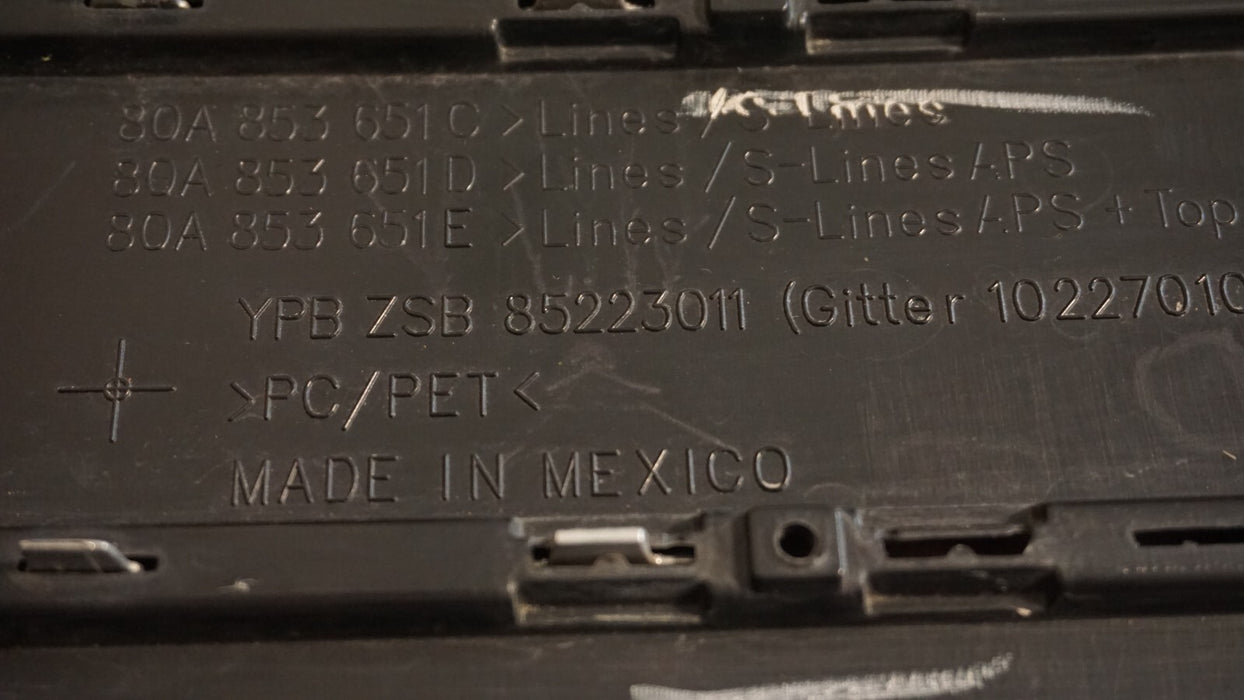 80A 853 651C >Lines/S-Lines
80A 853 651D >Lines/S-Lines APS
80A 853 651E >Lines/S-Lines APS + Top
YPB ZSB 85223011 (Gitter 10227010
>PC/PET<
MADE IN MEXICO